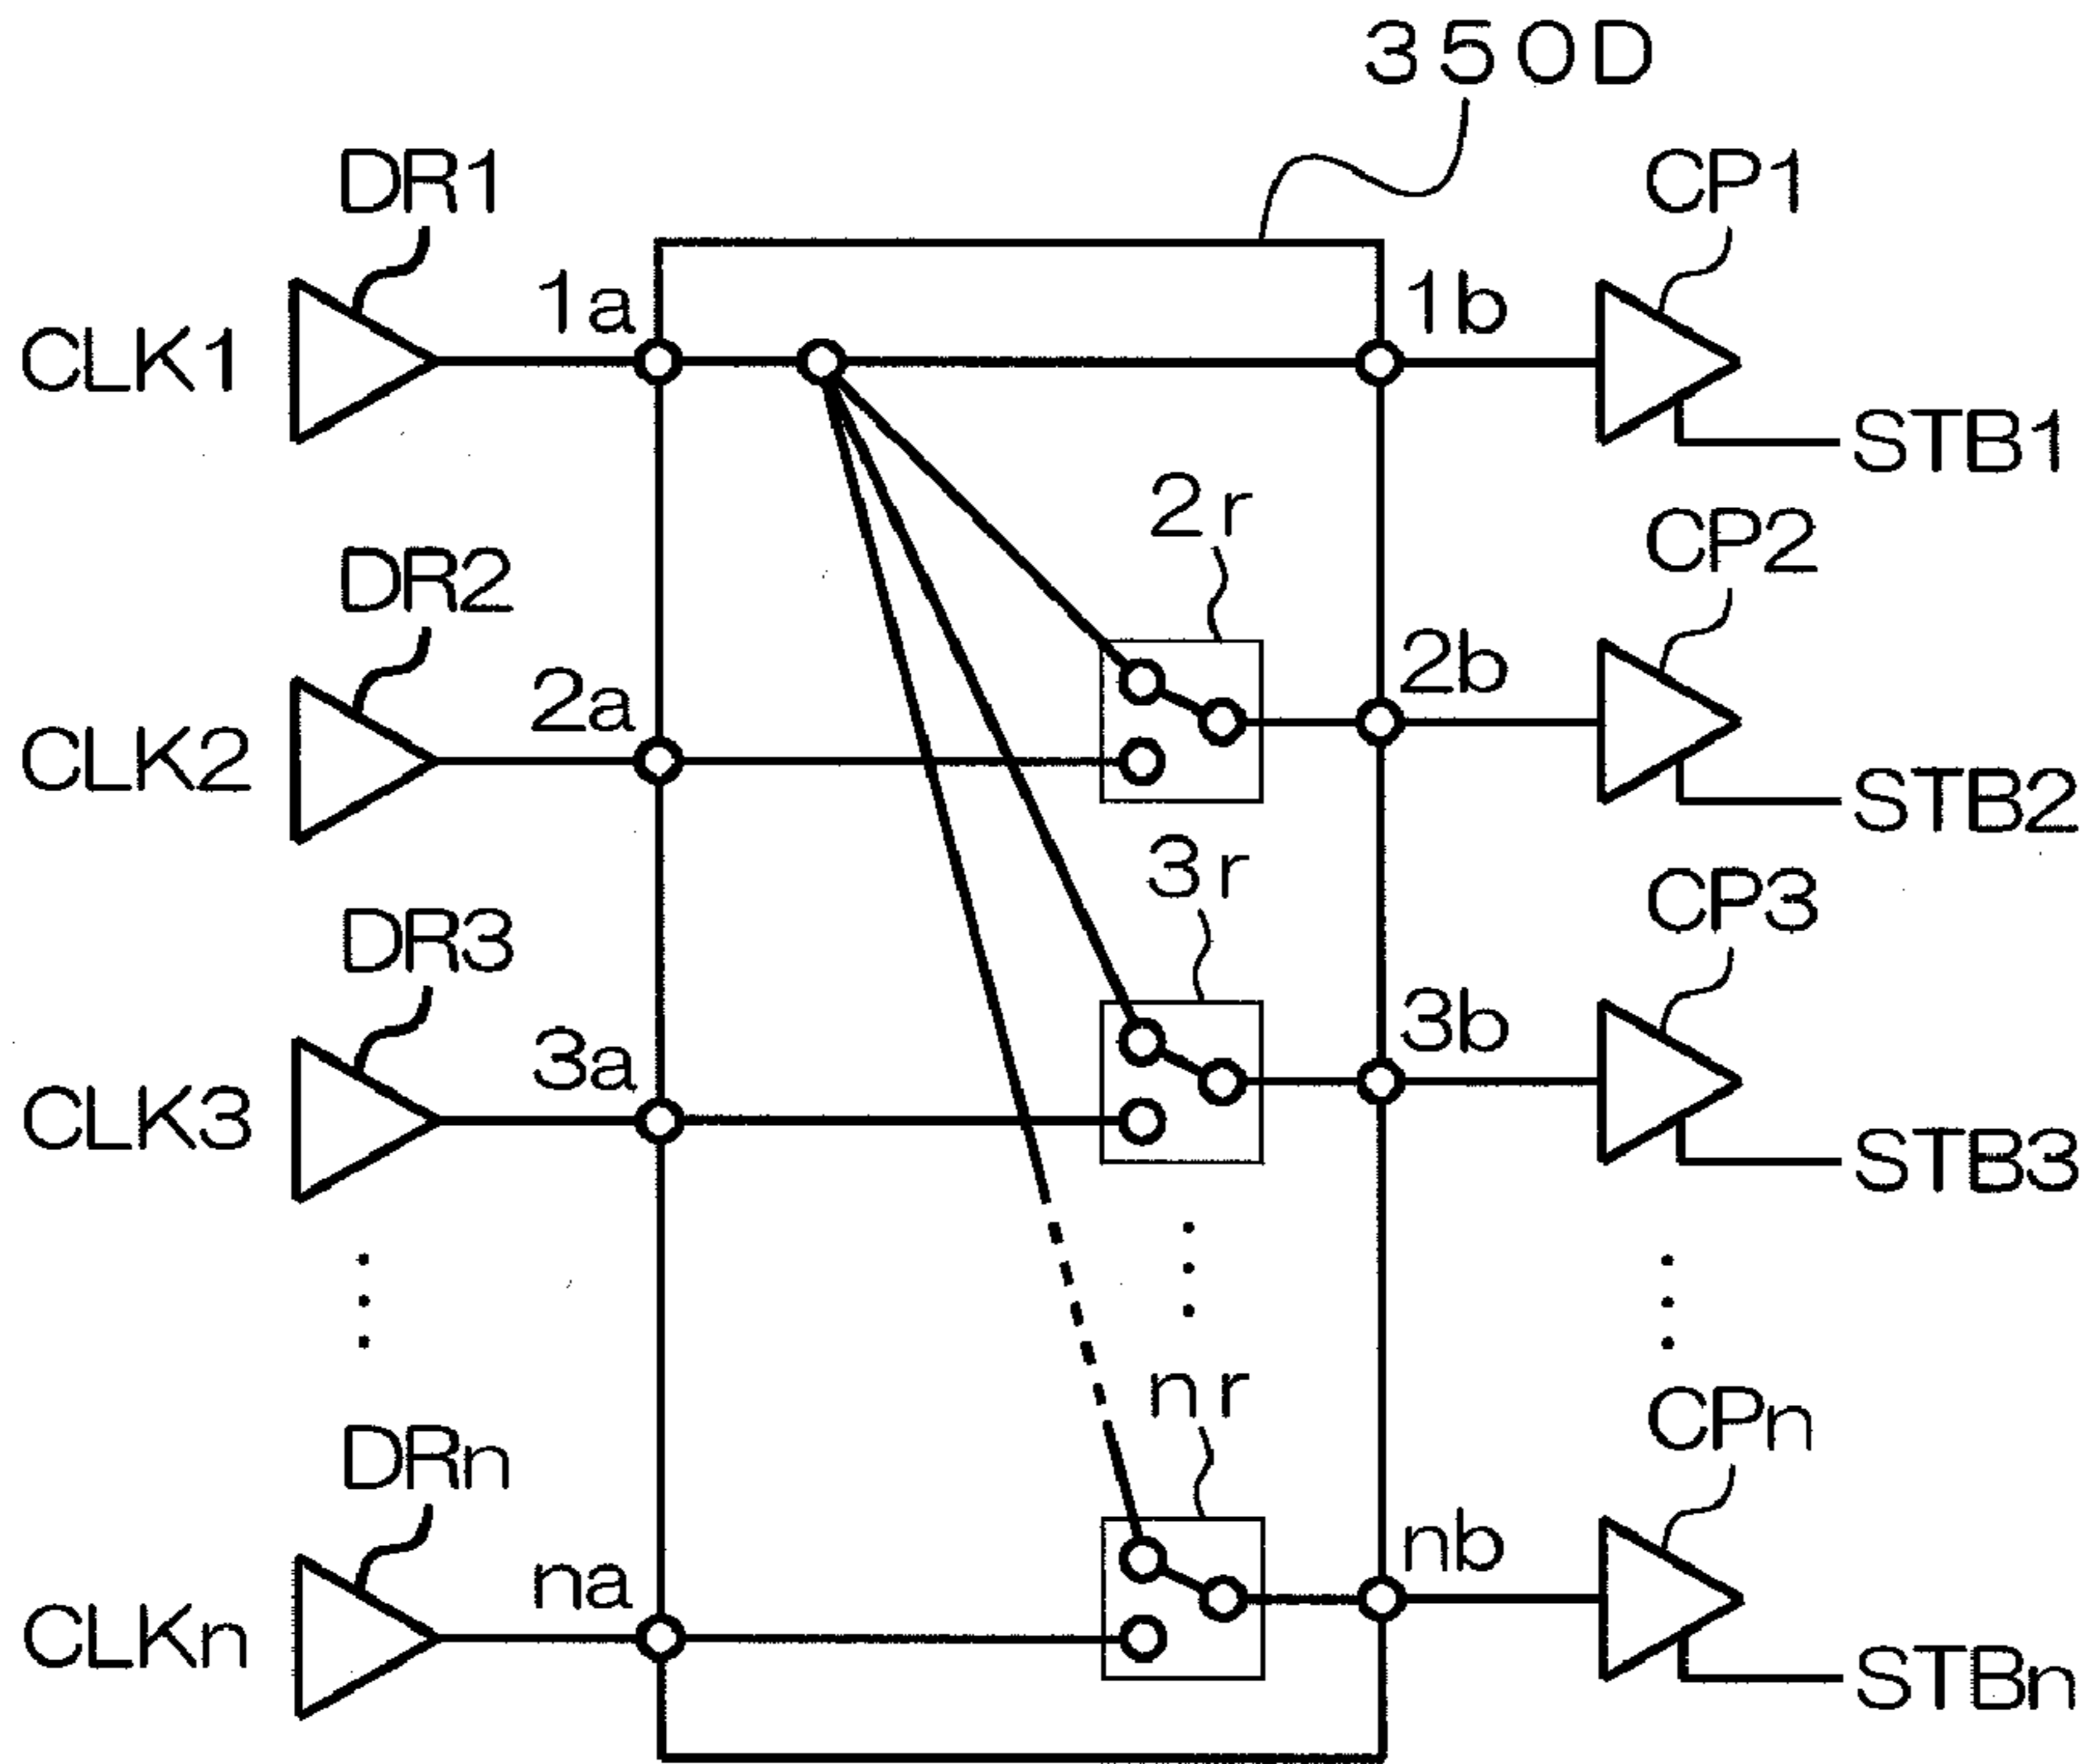 350D
DR1
CP1
1a
1b
CLK1
STB1
2r
CP2
DR2
2a
2b
CLK2
STB2
3r
CP3
DR3
3a
3b
CLK3
STB3
nr
CPn
DRn
na
nb
CLKn
STBn